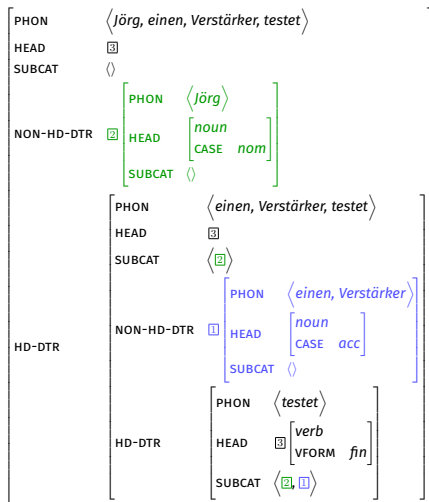 PHON ⟨Jörg, einen, Verstärker, testet⟩
HEAD 3
SUBCAT ⟨⟩
NON-HD-DTR 2 PHON ⟨Jörg⟩
HEAD noun
CASE nom
SUBCAT ⟨⟩
HD-DTR
PHON ⟨einen, Verstärker, testet⟩
HEAD 3
SUBCAT ⟨2⟩
NON-HD-DTR 1 PHON ⟨einen, Verstärker⟩
HEAD noun
CASE acc
SUBCAT ⟨⟩
HD-DTR PHON ⟨testet⟩
HEAD 3 verb
VFORM fin
SUBCAT ⟨2, 1⟩